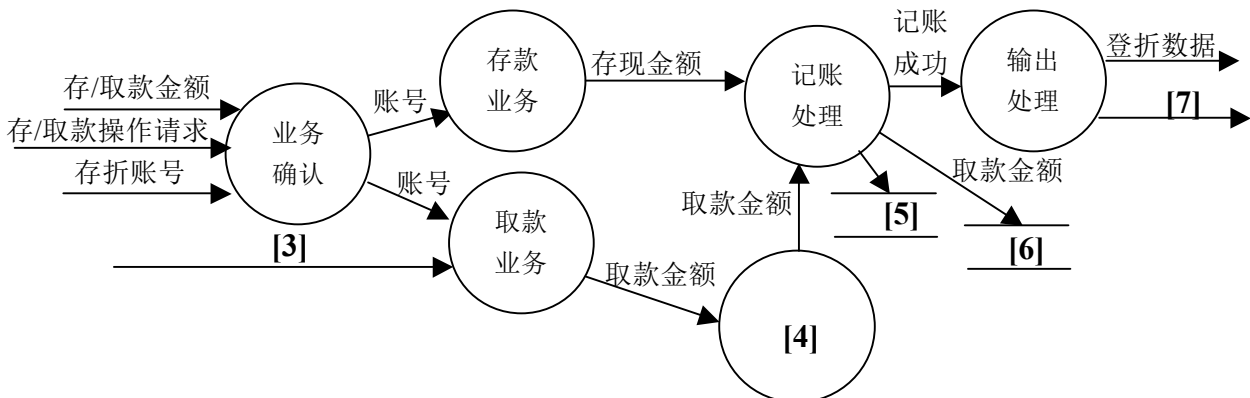 存/取款金额
存/取款操作请求
存折账号
业务
确认
账号
账号
存款
业务
存现金额
[3]
取款
业务
取款金额
[4]
取款金额
记账
处理
记账
成功
[5]
取款金额
[6]
输出
处理
登折数据
[7]